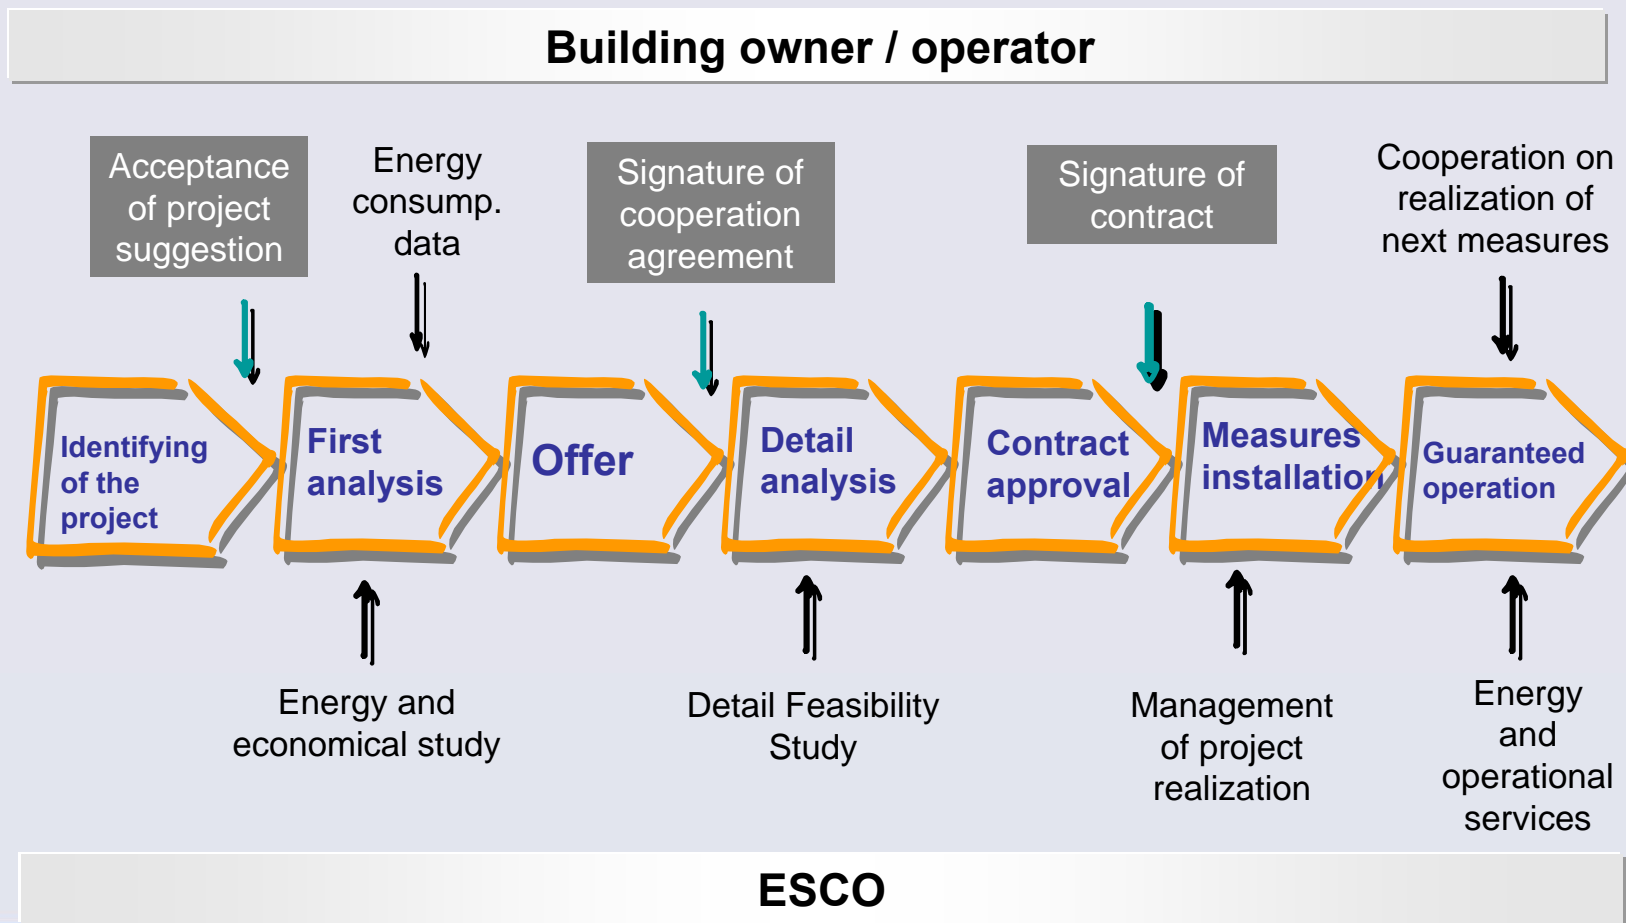 Building owner / operator
Acceptance
of project
suggestion
Energy
consump.
data
Signature of
cooperation
agreement
Signature of
contract
Cooperation on
realization of
next measures
Identifying
of the
project
First
analysis
Offer
Detail
analysis
Contract
approval
Measures
installation
Guaranteed
operation
Energy and
economical study
Detail Feasibility
Study
Management
of project
realization
Energy
and
operational
services
ESCO